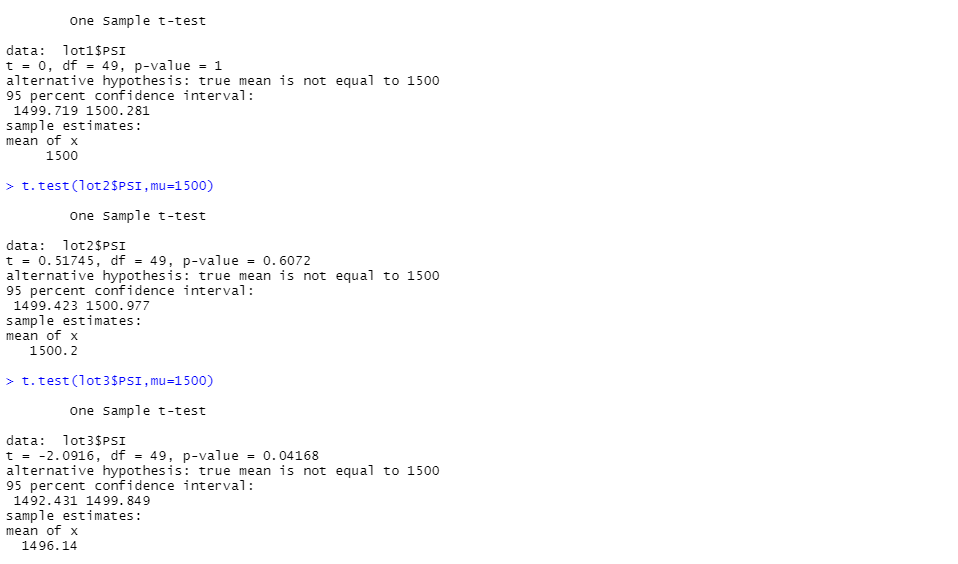 One Sample t-test
data:  lot1$PSI
t = 0, df = 49, p-value = 1
alternative hypothesis: true mean is not equal to 1500
95 percent confidence interval:
1499.719 1500.281
sample estimates:
mean of x
1500
> t.test(lot2$PSI,mu=1500)
One Sample t-test
data:  lot2$PSI
t = 0.51745, df = 49, p-value = 0.6072
alternative hypothesis: true mean is not equal to 1500
95 percent confidence interval:
1499.423 1500.977
sample estimates:
mean of x
1500.2
> t.test(lot3$PSI,mu=1500)
One Sample t-test
data:  lot3$PSI
t = -2.0916, df = 49, p-value = 0.04168
alternative hypothesis: true mean is not equal to 1500
95 percent confidence interval:
1492.431 1499.849
sample estimates:
mean of x
1496.14